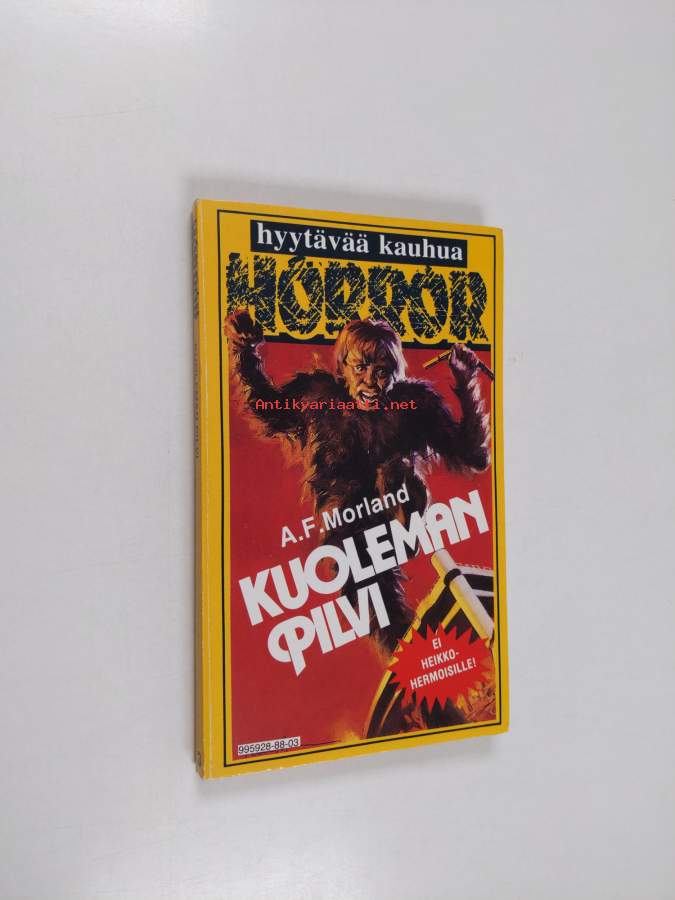 hyytävää kauhua
HORROR
Antikvariaatti.net
A.F.Morland
KUOLEMAN
PILVI
EI
HEIKKO-
HERMOISILLE!
995928-88-03